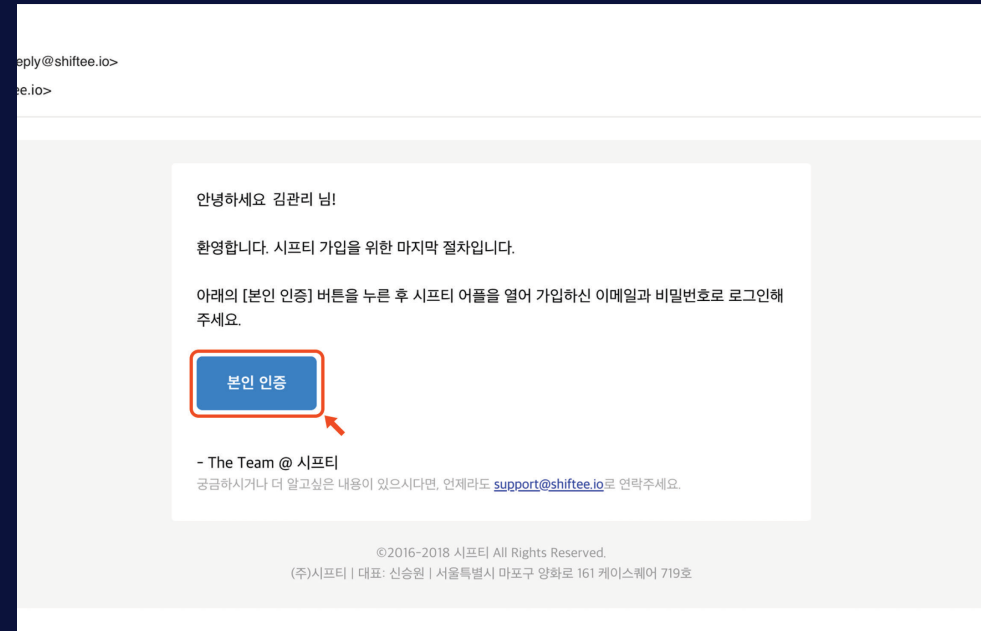 eply@shiftee.io>
ee.io>
안녕하세요 김관리 님!
환영합니다. 시프티 가입을 위한 마지막 절차입니다.
아래의 [본인 인증] 버튼을 누른 후 시프티 어플을 열어 가입하신 이메일과 비밀번호로 로그인해
주세요.
본인 인증
- The Team @ 시프티
궁금하시거나 더 알고싶은 내용이 있으시다면, 언제라도 support@shiftee.io로 연락주세요.
©2016-2018 시프티 All Rights Reserved.
(주)시프티 | 대표: 신승원 | 서울특별시 마포구 양화로 161 케이스퀘어 719호